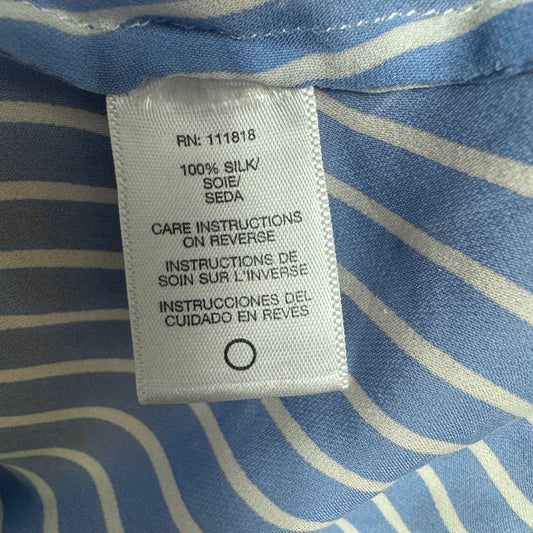 RN: 111818
100% SILK/
SOIE/
SEDA
CARE INSTRUCTIONS
ON REVERSE
INSTRUCTIONS DE
SOIN SUR L'INVERSE
INSTRUCCIONES DEL
CUIDADO EN REVÉS